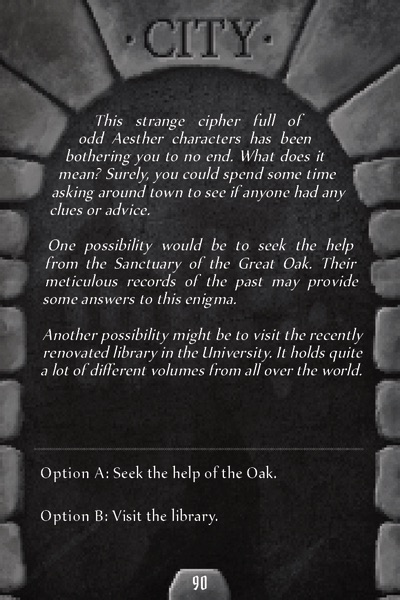 · CITY ·
This strange cipher full of
odd Aesther characters has been
bothering you to no end. What does it
mean? Surely, you could spend some time
asking around town to see if anyone had any
clues or advice.
One possibility would be to seek the help
from the Sanctuary of the Great Oak. Their
meticulous records of the past may provide
some answers to this enigma.
Another possibility might be to visit the recently
renovated library in the University. It holds quite
a lot of different volumes from all over the world.
Option A: Seek the help of the Oak.
Option B: Visit the library.
90